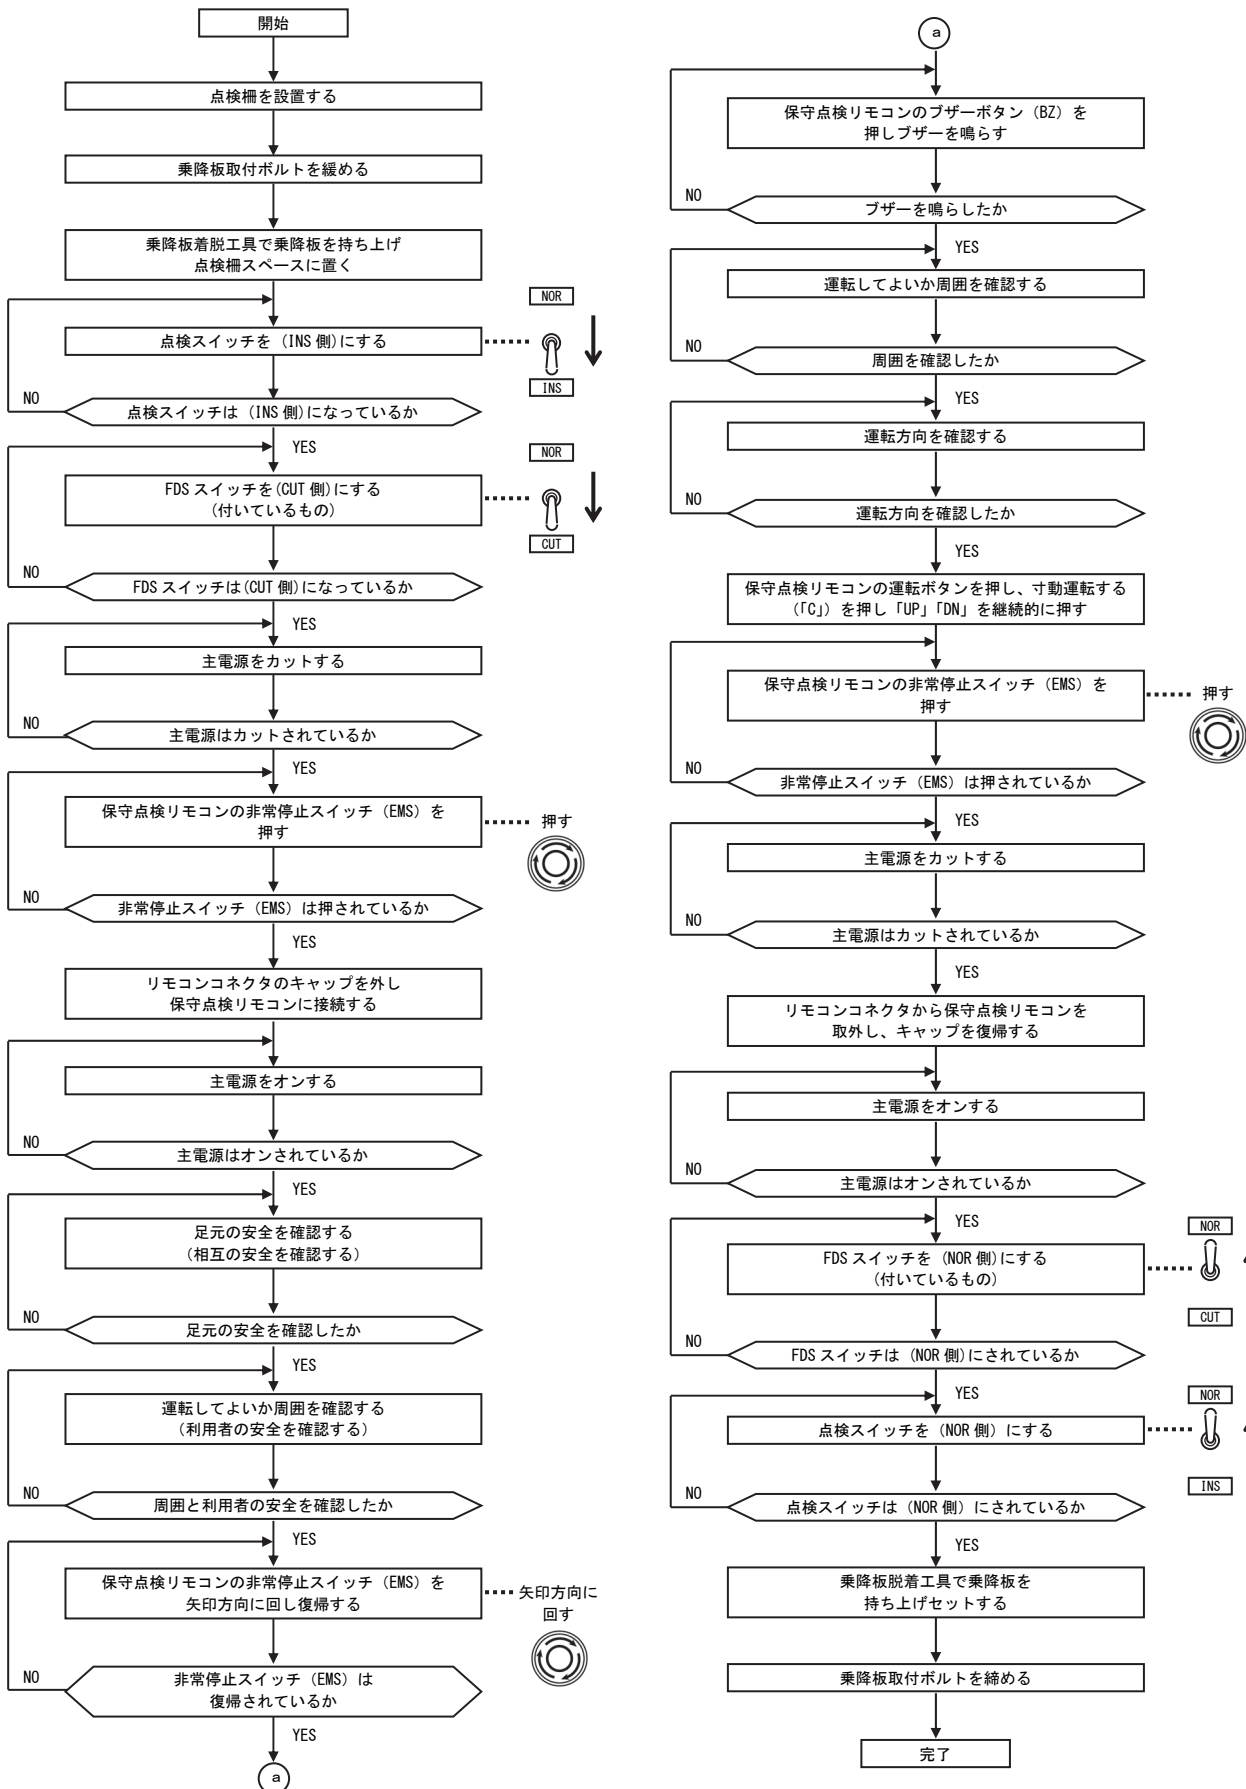 開始
点検柵を設置する
乗降板取付ボルトを緩める
乗降板着脱工具で乗降板を持ち上げ
点検柵スペースに置く
点検スイッチを (INS 側)にする
NOR
INS
NO
点検スイッチは (INS 側)になっているか
YES
FDS スイッチを(CUT 側)にする
(付いているもの)
NOR
CUT
NO
FDS スイッチは(CUT 側)になっているか
YES
主電源をカットする
NO
主電源はカットされているか
YES
保守点検リモコンの非常停止スイッチ (EMS) を
押す
押す
NO
非常停止スイッチ (EMS) は押されているか
YES
リモコンコネクタのキャップを外し
保守点検リモコンに接続する
主電源をオンする
NO
主電源はオンされているか
YES
足元の安全を確認する
(相互の安全を確認する)
NO
足元の安全を確認したか
YES
運転してよいか周囲を確認する
(利用者の安全を確認する)
NO
周囲と利用者の安全を確認したか
YES
保守点検リモコンの非常停止スイッチ (EMS) を
矢印方向に回し復帰する
矢印方向に
回す
NO
非常停止スイッチ (EMS) は
復帰されているか
YES
a
a
保守点検リモコンのブザーボタン (BZ) を
押しブザーを鳴らす
NO
ブザーを鳴らしたか
YES
運転してよいか周囲を確認する
NO
周囲を確認したか
YES
運転方向を確認する
NO
運転方向を確認したか
YES
保守点検リモコンの運転ボタンを押し、寸動運転する
(「C」) を押し「UP」「DN」を継続的に押す
保守点検リモコンの非常停止スイッチ (EMS) を
押す
押す
NO
非常停止スイッチ (EMS) は押されているか
YES
主電源をカットする
NO
主電源はカットされているか
YES
リモコンコネクタから保守点検リモコンを
取外し、キャップを復帰する
主電源をオンする
NO
主電源はオンされているか
YES
FDS スイッチを (NOR 側)にする
(付いているもの)
NOR
CUT
NO
FDS スイッチは (NOR 側)にされているか
YES
点検スイッチを (NOR 側) にする
NOR
INS
NO
点検スイッチは (NOR 側) にされているか
YES
乗降板脱着工具で乗降板を
持ち上げセットする
乗降板取付ボルトを締める
完了